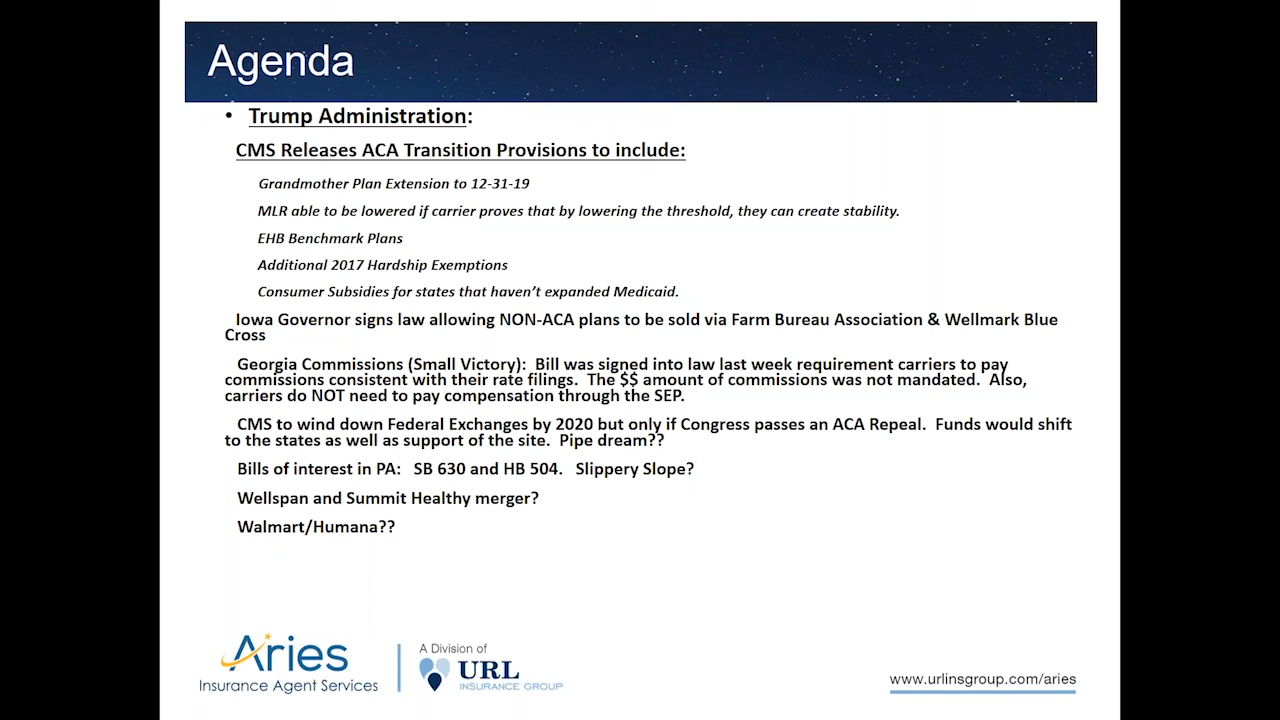 Agenda
• Trump Administration:
CMS Releases ACA Transition Provisions to include:
Grandmother Plan Extension to 12-31-19
MLR able to be lowered if carrier proves that by lowering the threshold, they can create stability.
EHB Benchmark Plans
Additional 2017 Hardship Exemptions
Consumer Subsidies for states that haven’t expanded Medicaid.
Iowa Governor signs law allowing NON-ACA plans to be sold via Farm Bureau Association & Wellmark Blue
Cross
Georgia Commissions (Small Victory): Bill was signed into law last week requirement carriers to pay
commissions consistent with their rate filings. The $$ amount of commissions was not mandated. Also,
carriers do NOT need to pay compensation through the SEP.
CMS to wind down Federal Exchanges by 2020 but only if Congress passes an ACA Repeal. Funds would shift
to the states as well as support of the site. Pipe dream??
Bills of interest in PA: SB 630 and HB 504. Slippery Slope?
Wellspan and Summit Healthy merger?
Walmart/Humana??
Aries
Insurance Agent Services
A Division of
URL
INSURANCE GROUP
www.urlinsgroup.com/aries